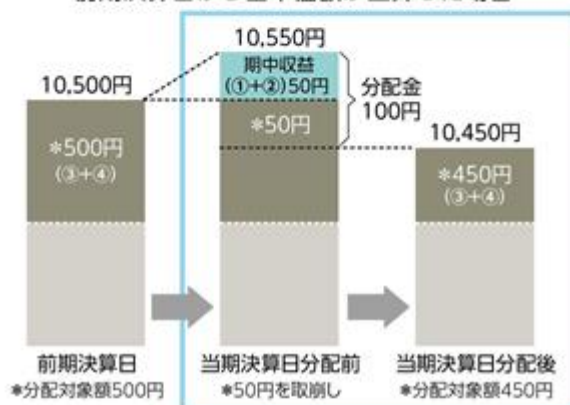 10,550円
期中収益
(①+②)50円
分配金
100円
10,500円
*500円
(③+④)
*50円
10,450円
*450円
(③+④)
前期決算日
*分配対象額500円
当期決算日分配前
*50円を取崩し
当期決算日分配後
*分配対象額450円